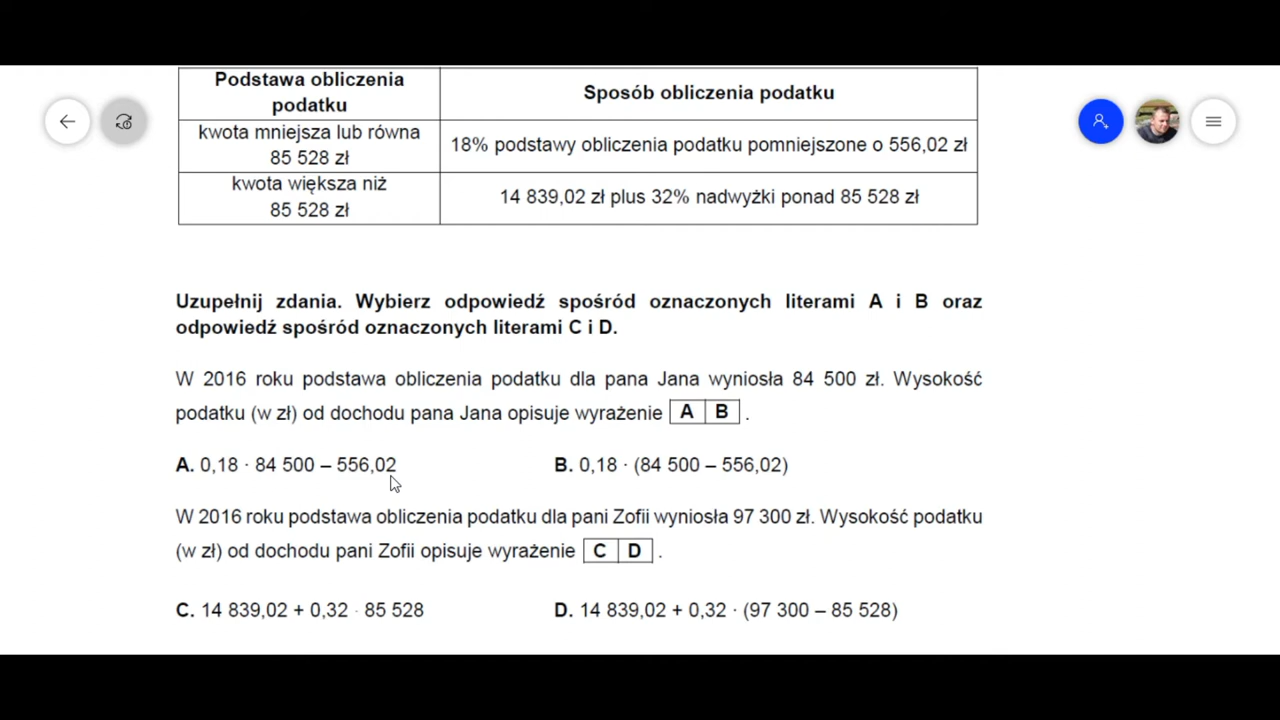 Podstawa obliczenia
podatku
Sposób obliczenia podatku
kwota mniejsza lub równa
85 528 zł
18% podstawy obliczenia podatku pomniejszone o 556,02 zł
kwota większa niż
85 528 zł
14 839,02 zł plus 32% nadwyżki ponad 85 528 zł
Uzupełnij zdania. Wybierz odpowiedź spośród oznaczonych literami A i B oraz
odpowiedź spośród oznaczonych literami C i D.
W 2016 roku podstawa obliczenia podatku dla pana Jana wyniosła 84 500 zł. Wysokość
podatku (w zł) od dochodu pana Jana opisuje wyrażenie A B .
A. 0,18 · 84 500 – 556,02 B. 0,18 · (84 500 – 556,02)
W 2016 roku podstawa obliczenia podatku dla pani Zofii wyniosła 97 300 zł. Wysokość podatku
(w zł) od dochodu pani Zofii opisuje wyrażenie C D .
C. 14 839,02 + 0,32 · 85 528 D. 14 839,02 + 0,32 · (97 300 – 85 528)